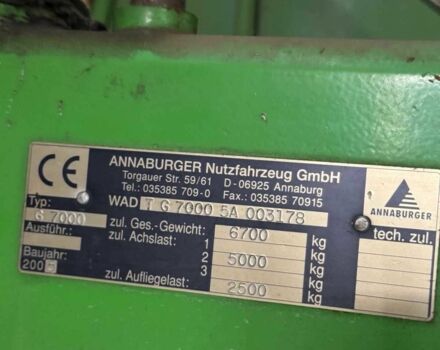 CE
ANNABURGER Nutzfahrzeug GmbH
Torgauer Str. 59/61 D - 06925 Annaburg
Tel.: 035385 709-0 Fax.: 035385 70915
ANNABURGER
WAD T G 7000 5A 003178
Typ:
6 7000
Ausführ.:
Baujahr:
200
zul. Ges.-Gewicht: 6700 kg tech. zul.
zul. Achslast: 1 kg
2 5000 kg
3 kg
zul. Aufliegelast: 2500 kg